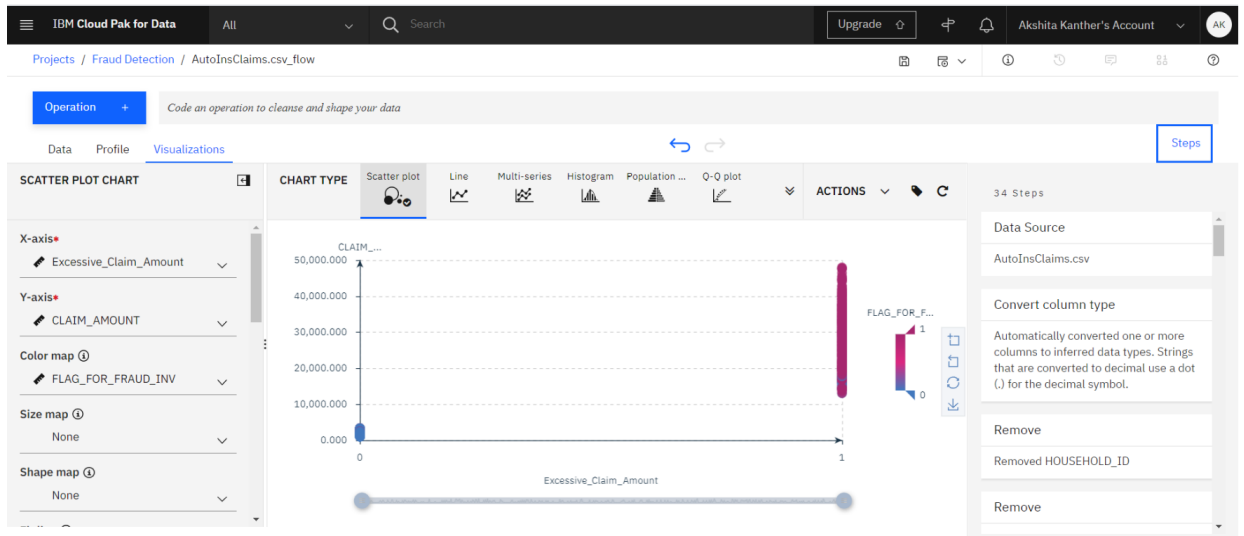 IBM Cloud Pak for Data
All
Search
Upgrade
Akshita Kanther's Account
AK
Projects / Fraud Detection / AutoInsClaims.csv_flow
Operation +
Code an operation to cleanse and shape your data
Data Profile Visualizations
Steps
SCATTER PLOT CHART
CHART TYPE
Scatter plot
Line
Multi-series
Histogram
Population ...
Q-Q plot
ACTIONS
34 Steps
X-axis*
Excessive_Claim_Amount
Y-axis*
CLAIM_AMOUNT
Color map
FLAG_FOR_FRAUD_INV
Size map
None
Shape map
None
CLAIM_...
50,000.000
40,000.000
30,000.000
20,000.000
10,000.000
0.000
0
1
Excessive_Claim_Amount
FLAG_FOR_F...
1
0
Data Source
AutoInsClaims.csv
Convert column type
Automatically converted one or more
columns to inferred data types. Strings
that are converted to decimal use a dot
(.) for the decimal symbol.
Remove
Removed HOUSEHOLD_ID
Remove